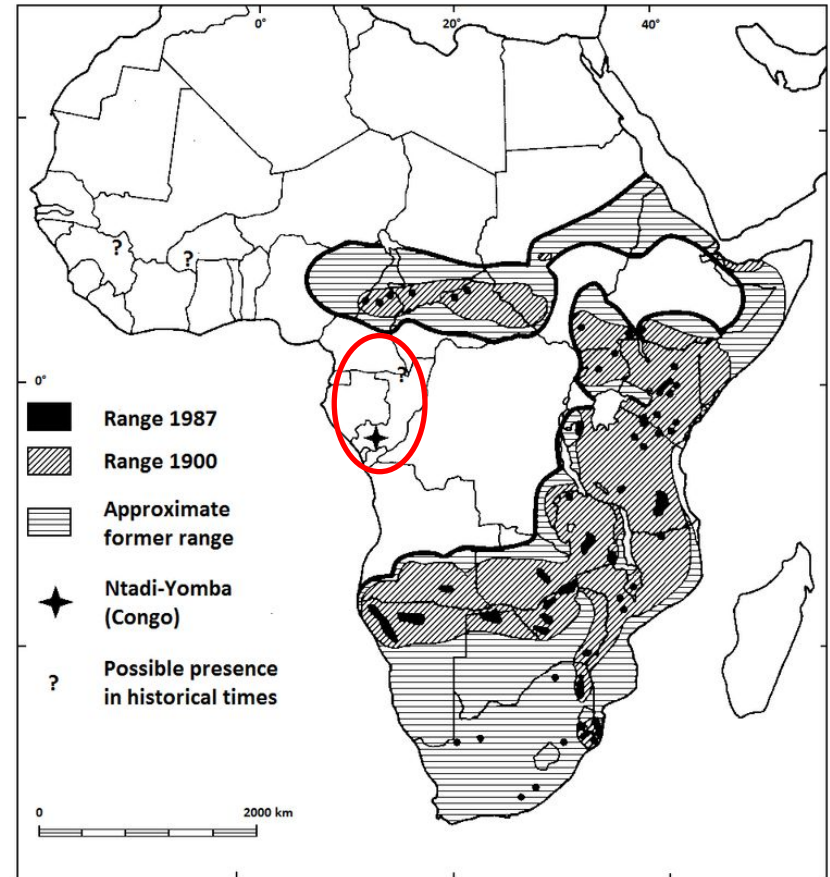 0°
20°
40°
?
?
?
0°
Range 1987
Range 1900
Approximate
former range
Ntadi-Yomba
(Congo)
?
Possible presence
in historical times
0
2000 km